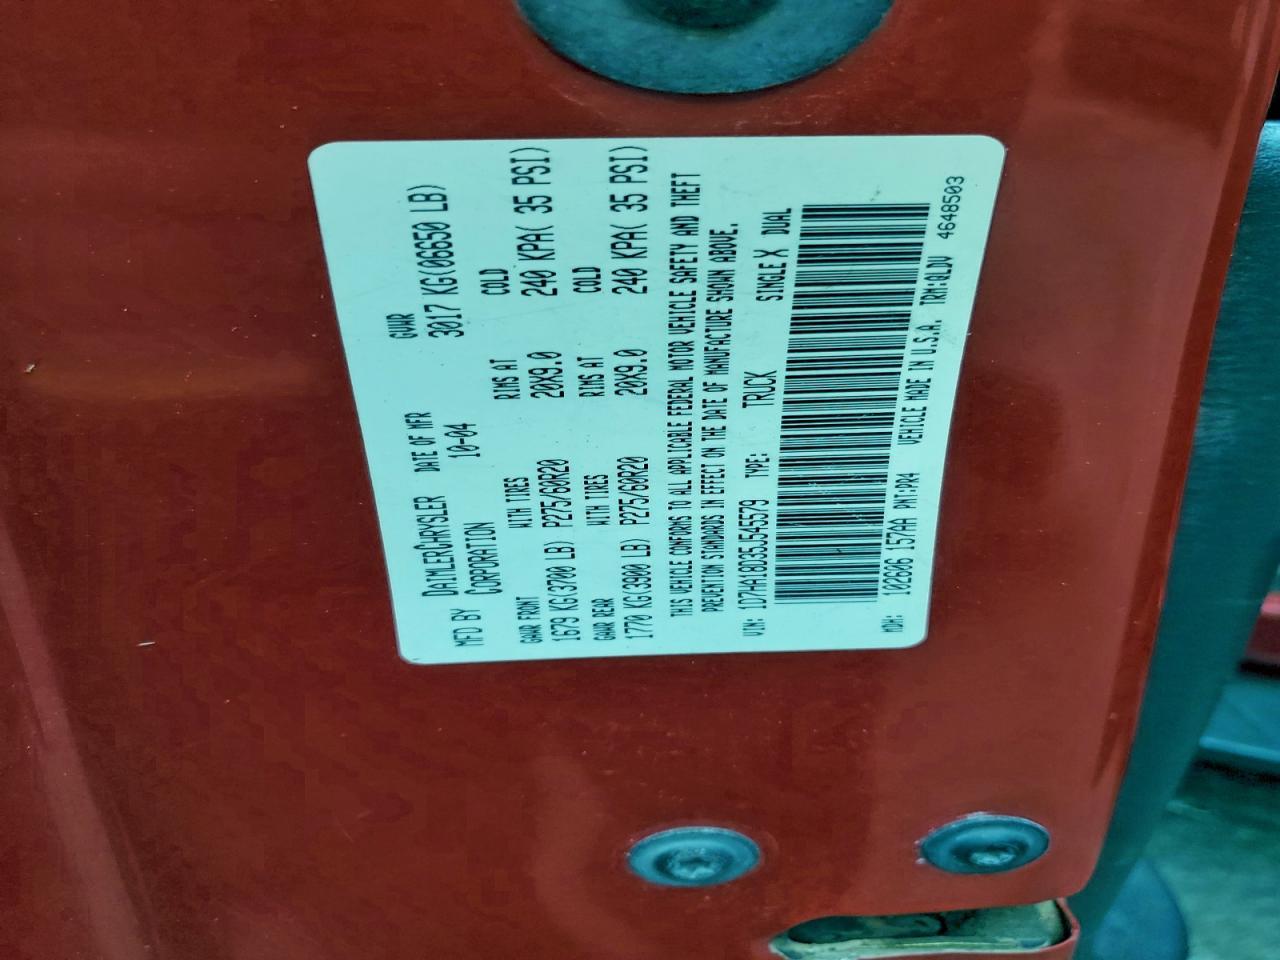 MFD BY DAIMLERCHRYSLER CORPORATION
DATE OF MFR 10-04
GVWR 3017 KG(06650 LB)
GAWR FRONT WITH TIRES RIMS AT COLD
1679 KG(3700 LB) P275/60R20 20X9.0 240 KPA( 35 PSI)
GAWR REAR WITH TIRES RIMS AT COLD
1770 KG(3900 LB) P275/60R20 20X9.0 240 KPA( 35 PSI)
THIS VEHICLE CONFORMS TO ALL APPLICABLE FEDERAL MOTOR VEHICLE SAFETY AND THEFT
PREVENTION STANDARDS IN EFFECT ON THE DATE OF MANUFACTURE SHOWN ABOVE.
VIN: 1D7HA18D35J545579 TYPE: TRUCK SINGLE X DUAL
MDH: 102606 157AA PNT:PR4 VEHICLE MADE IN U.S.A. TRM:QLDV 4648503